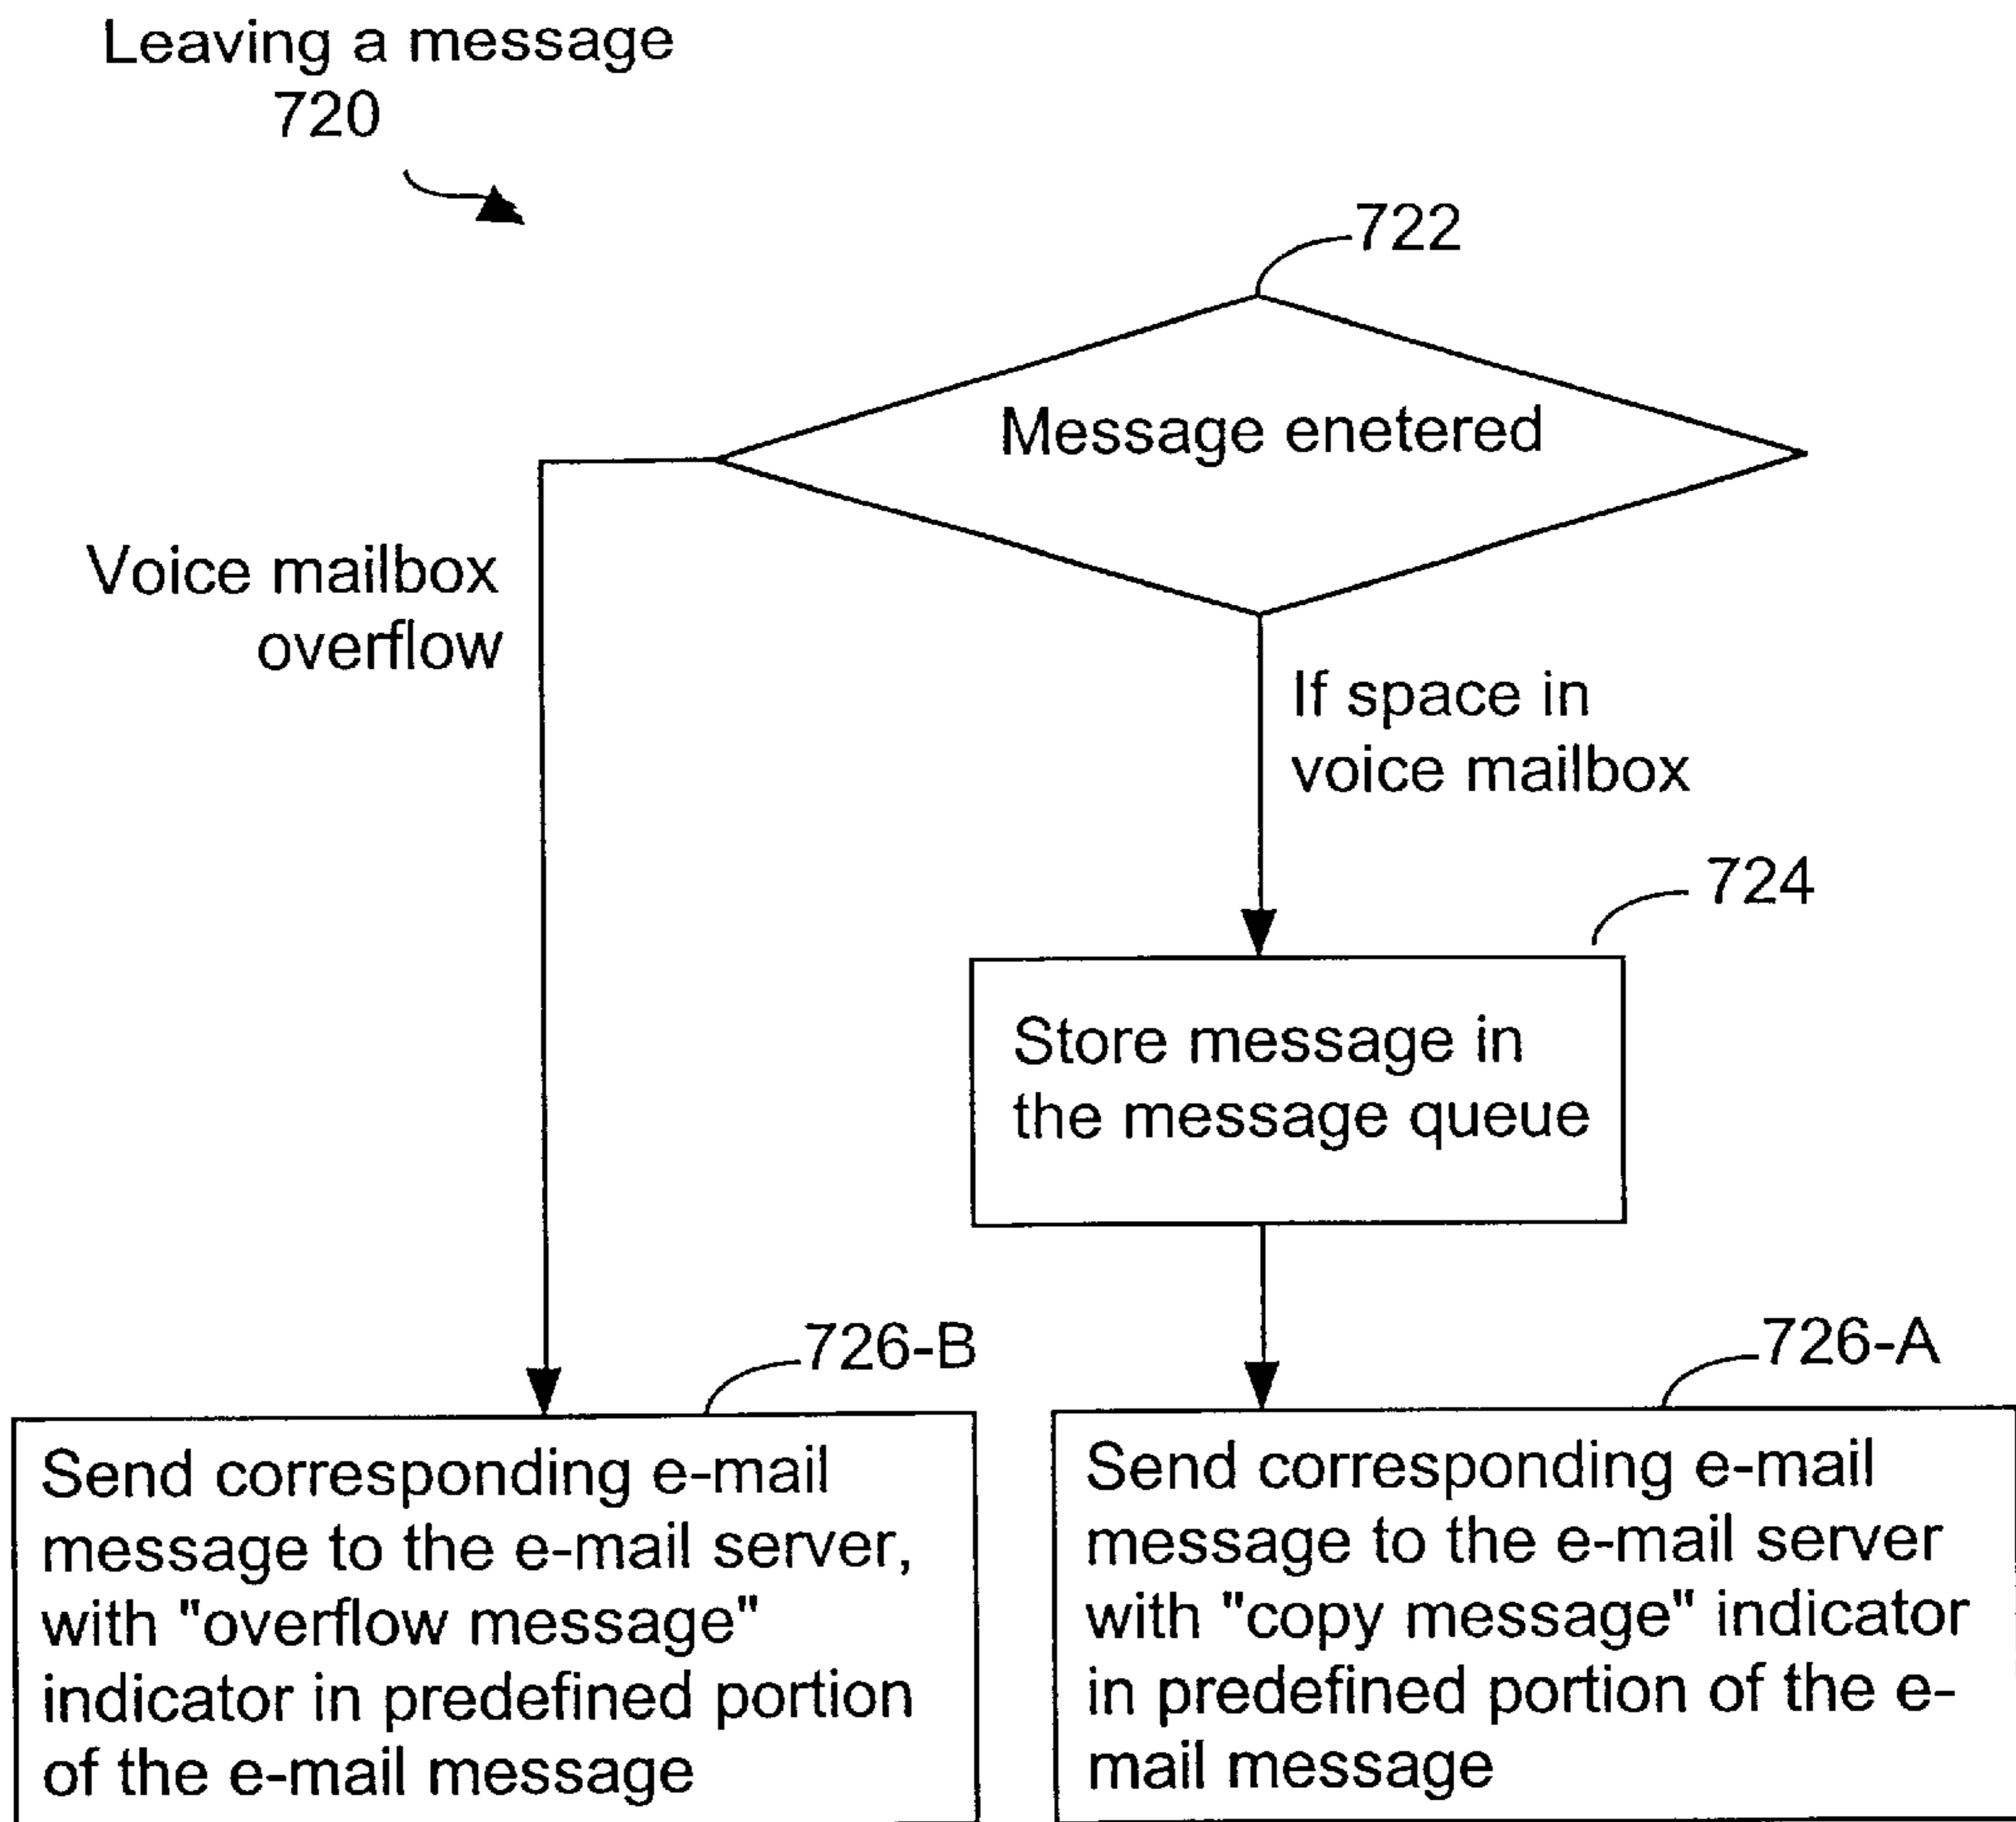 Leaving a message
720
722
Message enetered
Voice mailbox
overflow
If space in
voice mailbox
724
Store message in
the message queue
726-B
Send corresponding e-mail
message to the e-mail server,
with "overflow message"
indicator in predefined portion
of the e-mail message
726-A
Send corresponding e-mail
message to the e-mail server
with "copy message" indicator
in predefined portion of the e-
mail message